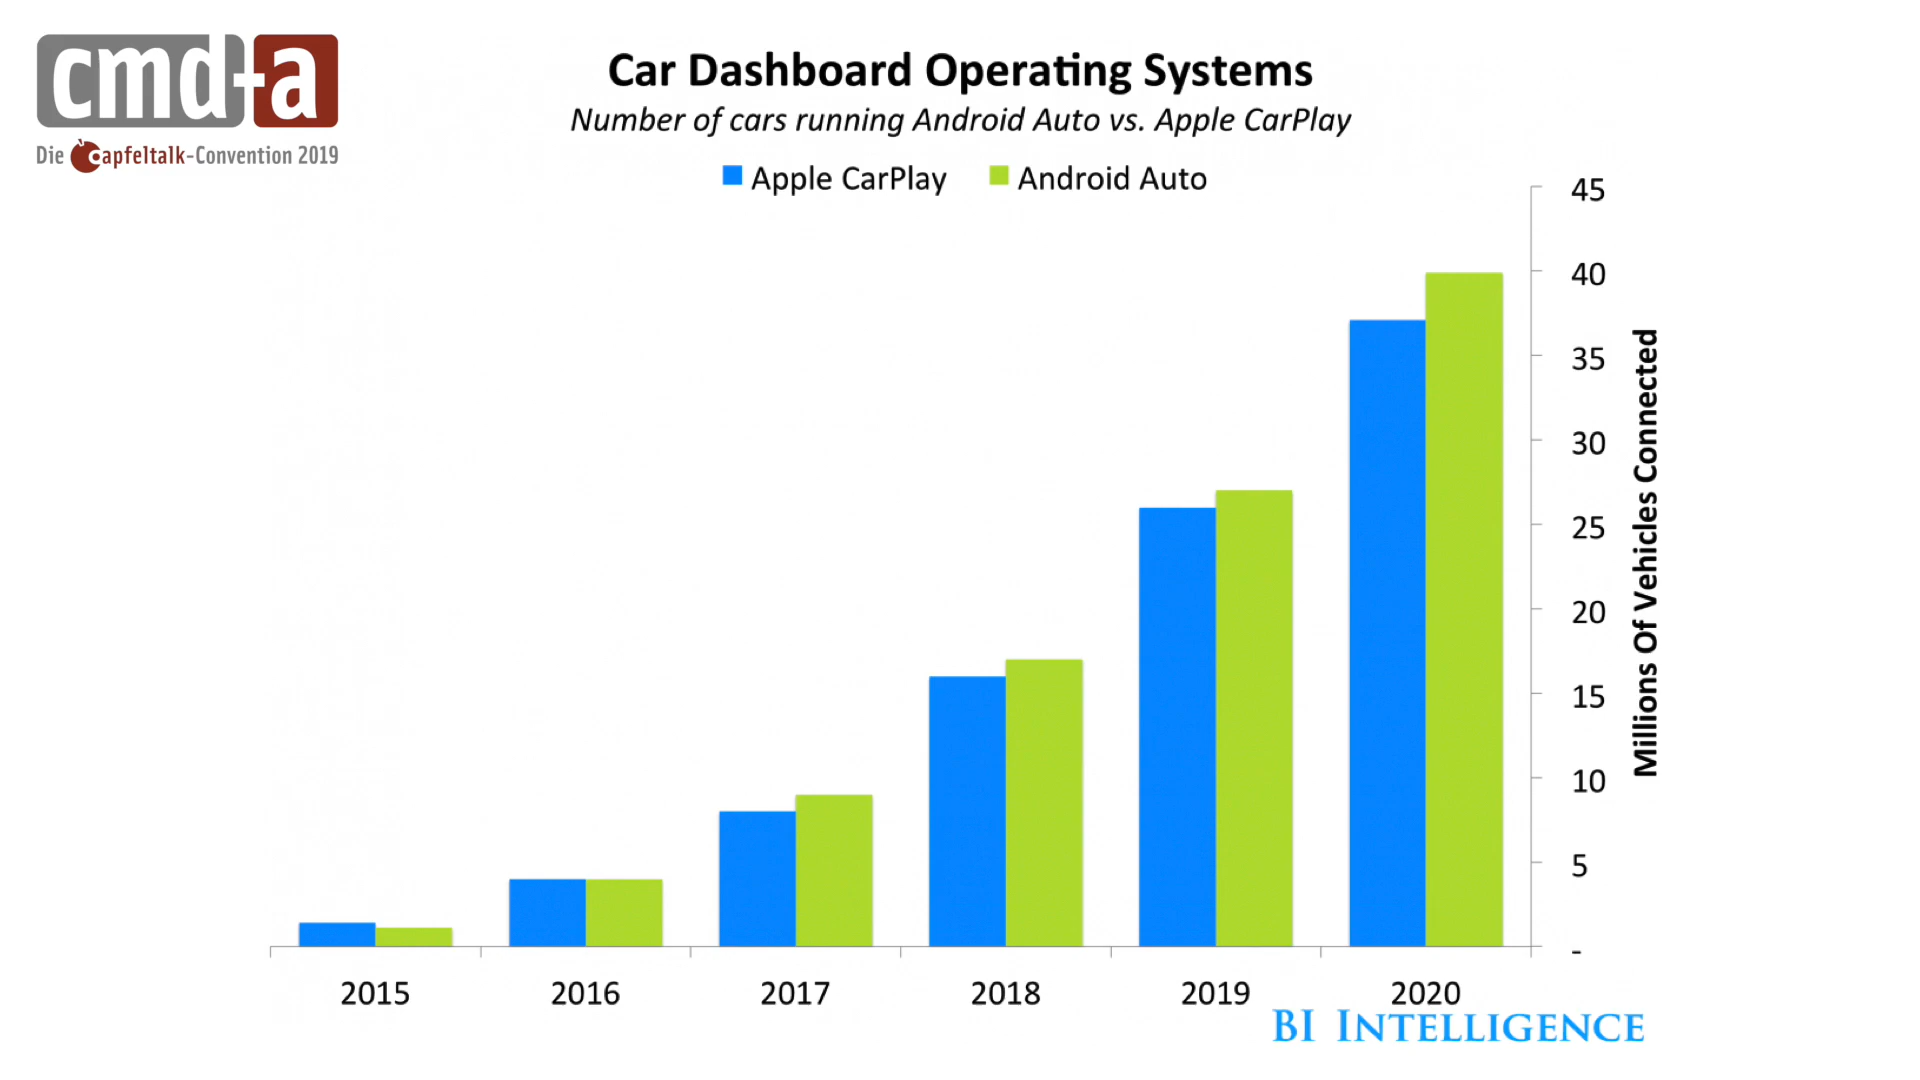 cmd+a
Die apfeltalk-Convention 2019
Car Dashboard Operating Systems
Number of cars running Android Auto vs. Apple CarPlay
Apple CarPlay
Android Auto
45
40
35
30
25
20
15
10
5
-
Millions Of Vehicles Connected
2015
2016
2017
2018
2019
2020
BI INTELLIGENCE